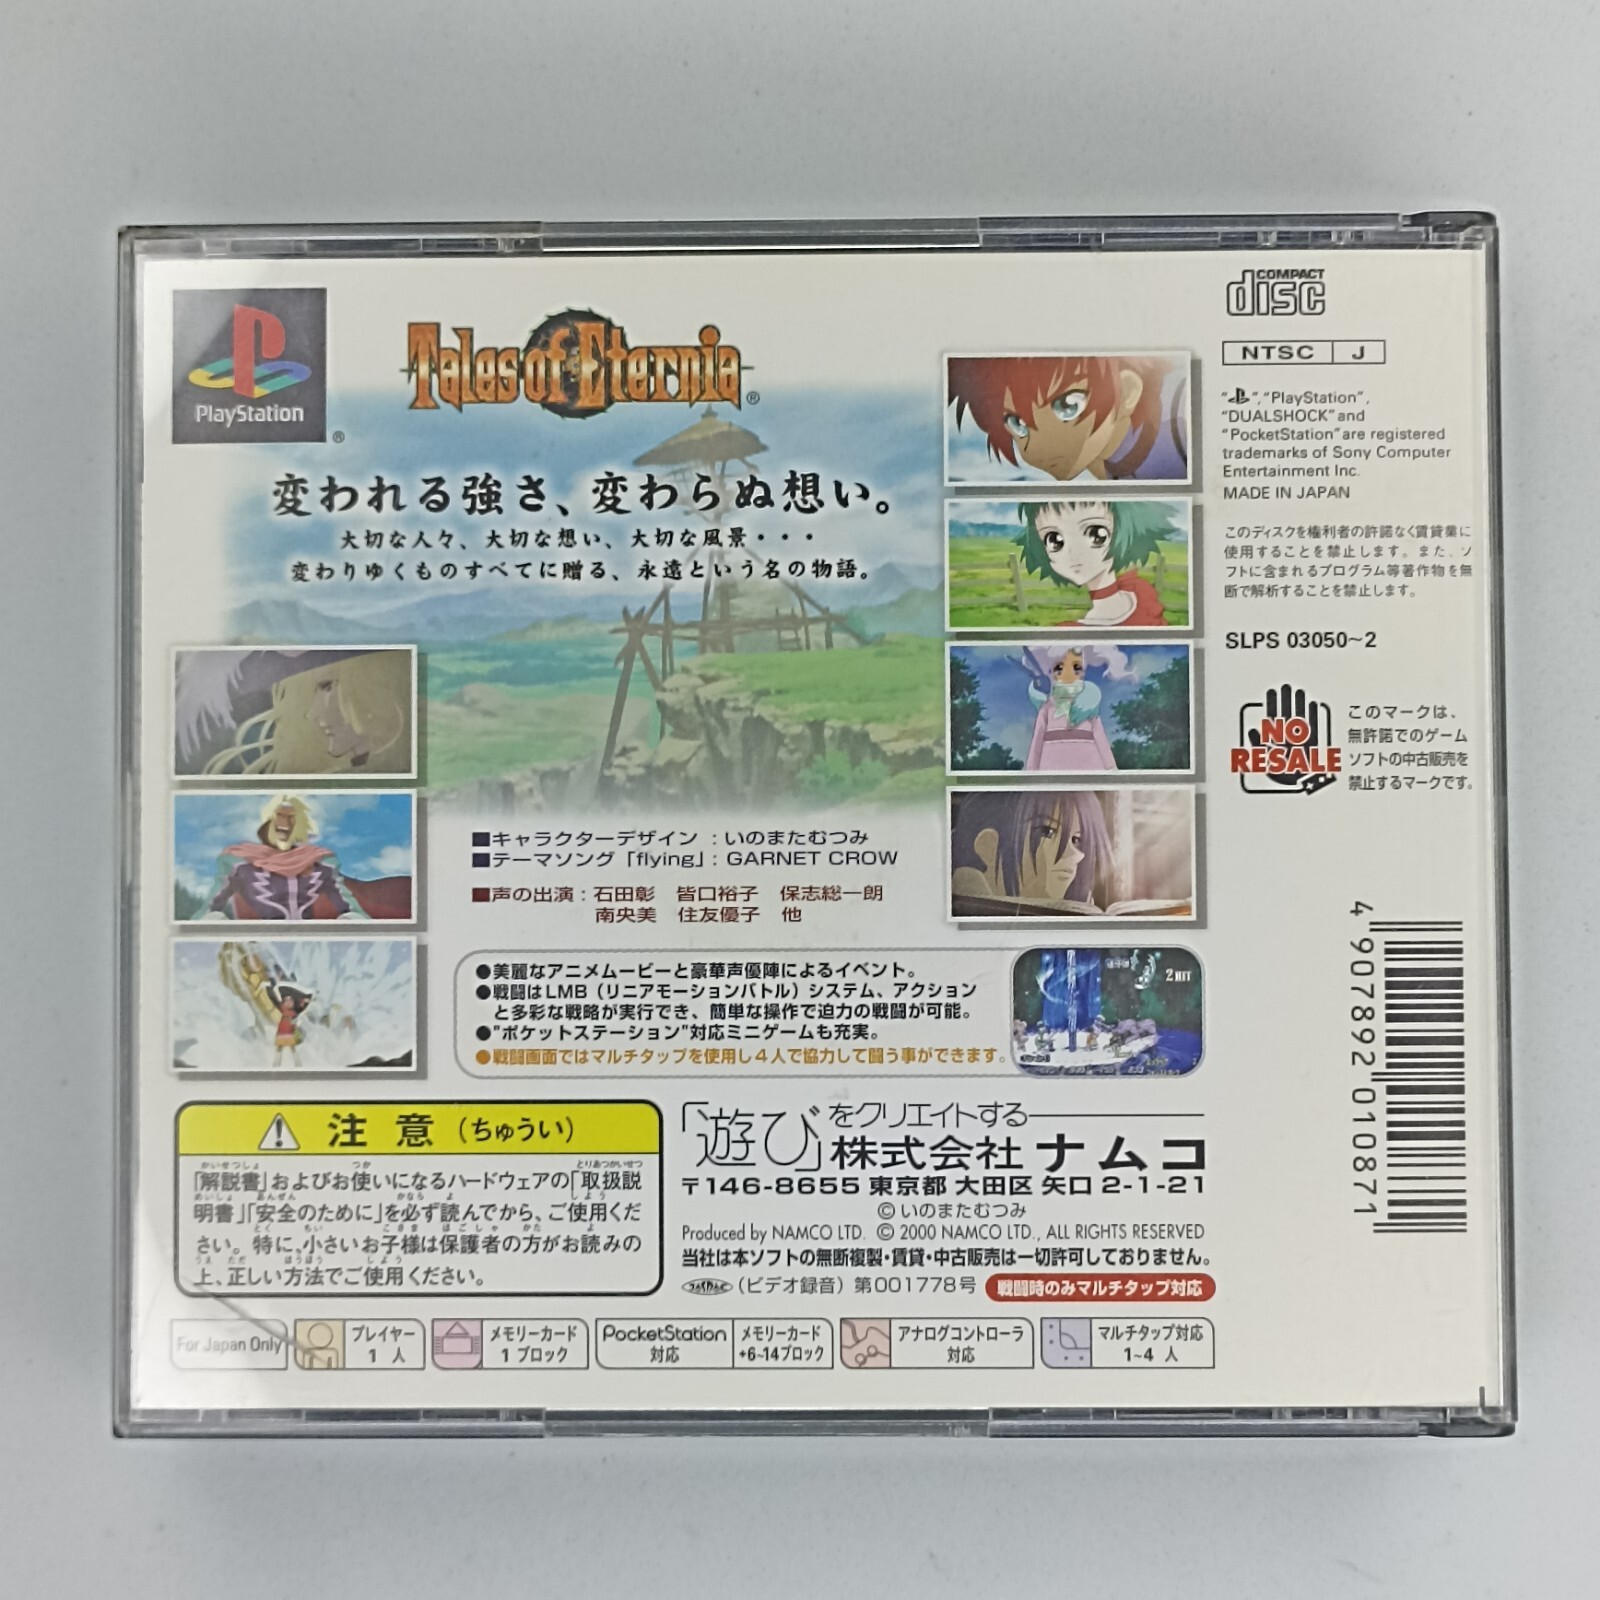 PlayStation
®
Tales of Eternia
®
変われる強さ、変わらぬ想い。
大切な人々、大切な想い、大切な風景・・・
変わりゆくものすべてに贈る、永遠という名の物語。
■キャラクターデザイン：いのまたむつみ
■テーマソング「flying」：GARNET CROW
■声の出演：石田彰　皆口裕子　保志総一朗
南央美　住友優子　他
●美麗なアニメムービーと豪華声優陣によるイベント。
●戦闘はLMB（リニアモーションバトル）システム、アクション
と多彩な戦略が実行でき、簡単な操作で迫力の戦闘が可能。
●"ポケットステーション"対応ミニゲームも充実。
●戦闘画面ではマルチタップを使用し4人で協力して闘う事ができます。
2 HIT
COMPACT
disc
NTSC J
"PS", "PlayStation",
"DUALSHOCK" and
"PocketStation" are registered
trademarks of Sony Computer
Entertainment Inc.
MADE IN JAPAN
このディスクを権利者の許諾なく賃貸業に
使用することを禁止します。また、ソ
フトに含まれるプログラム等著作物を無
断で解析することを禁止します。
SLPS 03050~2
NO
RESALE
このマークは、
無許諾でのゲーム
ソフトの中古販売を
禁止するマークです。
4 907892 010871
注意（ちゅうい）
「解説書」およびお使いになるハードウェアの「取扱説
明書」「安全のために」を必ず読んでから、ご使用くだ
さい。特に、小さいお子様は保護者の方がお読みの
上、正しい方法でご使用ください。
「遊び」をクリエイトする
株式会社ナムコ
〒146-8655 東京都 大田区 矢口 2-1-21
© いのまたむつみ
Produced by NAMCO LTD. © 2000 NAMCO LTD., ALL RIGHTS RESERVED
当社は本ソフトの無断複製・賃貸・中古販売は一切許可しておりません。
（ビデオ録音）第001778号 戦闘時のみマルチタップ対応
For Japan Only
プレイヤー
1 人
メモリーカード
1 ブロック
PocketStation
対応
メモリーカード
+6~14ブロック
アナログコントローラ
対応
マルチタップ対応
1~4 人